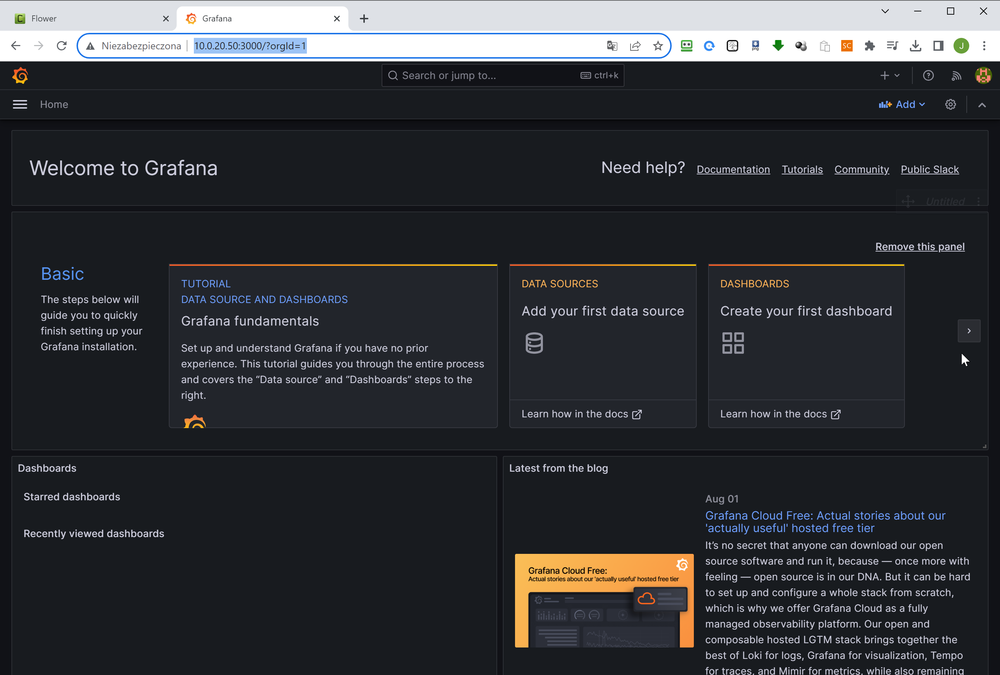 Flower
Grafana
Niezabezpieczona
10.0.20.50:3000/?orgId=1
png
SC
J
Search or jump to...
ctrl+k
Home
Add
Welcome to Grafana
Need help?
Documentation
Tutorials
Community
Public Slack
Untitled
Remove this panel
Basic
The steps below will
guide you to quickly
finish setting up your
Grafana installation.
TUTORIAL
DATA SOURCE AND DASHBOARDS
Grafana fundamentals
Set up and understand Grafana if you have no prior
experience. This tutorial guides you through the entire process
and covers the “Data source” and “Dashboards” steps to the
right.
DATA SOURCES
Add your first data source
Learn how in the docs
DASHBOARDS
Create your first dashboard
Learn how in the docs
Dashboards
Starred dashboards
Recently viewed dashboards
Latest from the blog
Grafana Cloud Free:
Actual stories about our 'actually useful' hosted free tier
Aug 01
Grafana Cloud Free: Actual stories about our
'actually useful' hosted free tier
It’s no secret that anyone can download our open
source software and run it, because — once more with
feeling — open source is in our DNA. But it can be hard
to set up and configure a whole stack from scratch,
which is why we offer Grafana Cloud as a fully
managed observability platform. Our open and
composable hosted LGTM stack brings together the
best of Loki for logs, Grafana for visualization, Tempo
for traces, and Mimir for metrics, while also remaining